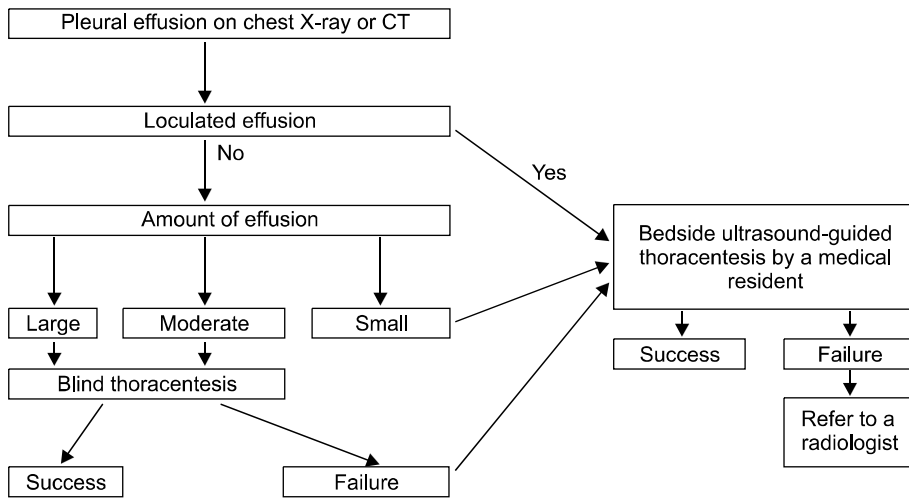 Pleural effusion on chest X-ray or CT
Loculated effusion
No
Yes
Amount of effusion
Bedside ultrasound-guided
thoracentesis by a medical
resident
Large
Moderate
Small
Success
Failure
Blind thoracentesis
Refer to a
radiologist
Success
Failure